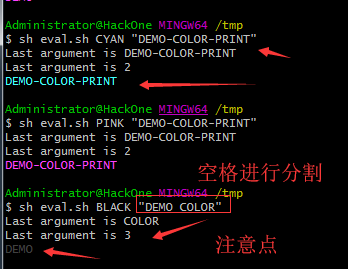 Administrator@HackOne MINGW64 /tmp
$ sh eval.sh CYAN "DEMO-COLOR-PRINT"
Last argument is DEMO-COLOR-PRINT
Last argument is 2
DEMO-COLOR-PRINT
Administrator@HackOne MINGW64 /tmp
$ sh eval.sh PINK "DEMO-COLOR-PRINT"
Last argument is DEMO-COLOR-PRINT
Last argument is 2
DEMO-COLOR-PRINT
空格进行分割
Administrator@HackOne MINGW64 /tmp
$ sh eval.sh BLACK "DEMO COLOR"
Last argument is COLOR
Last argument is 3
注意点
DEMO